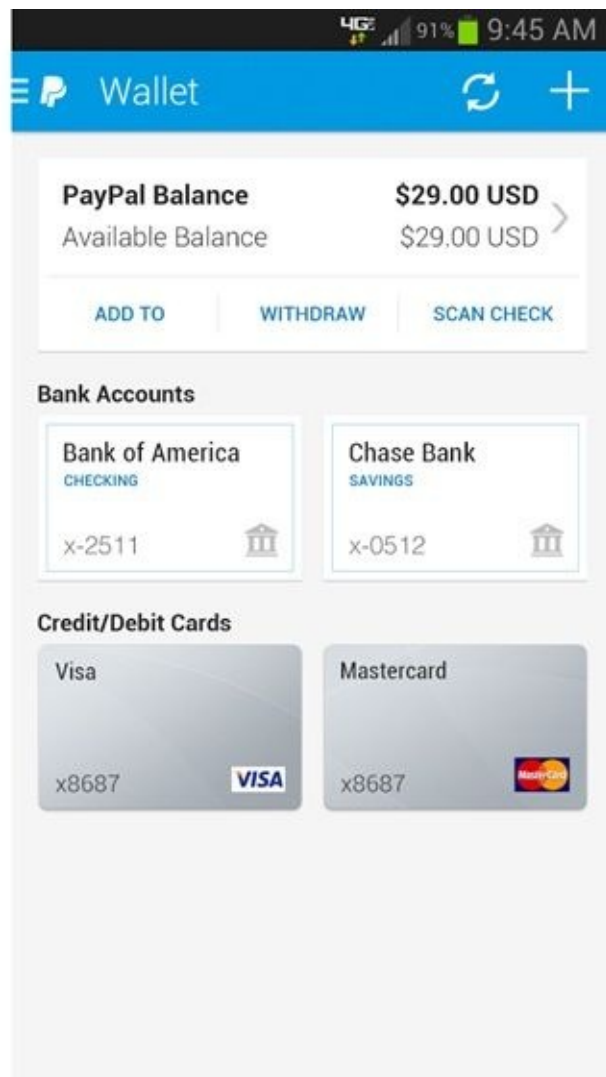 4G 91% 9:45 AM
Wallet
PayPal Balance $29.00 USD
Available Balance $29.00 USD
ADD TO WITHDRAW SCAN CHECK
Bank Accounts
Bank of America Chase Bank
CHECKING SAVINGS
x-2511 x-0512
Credit/Debit Cards
Visa Mastercard
x8687 VISA x8687 MasterCard